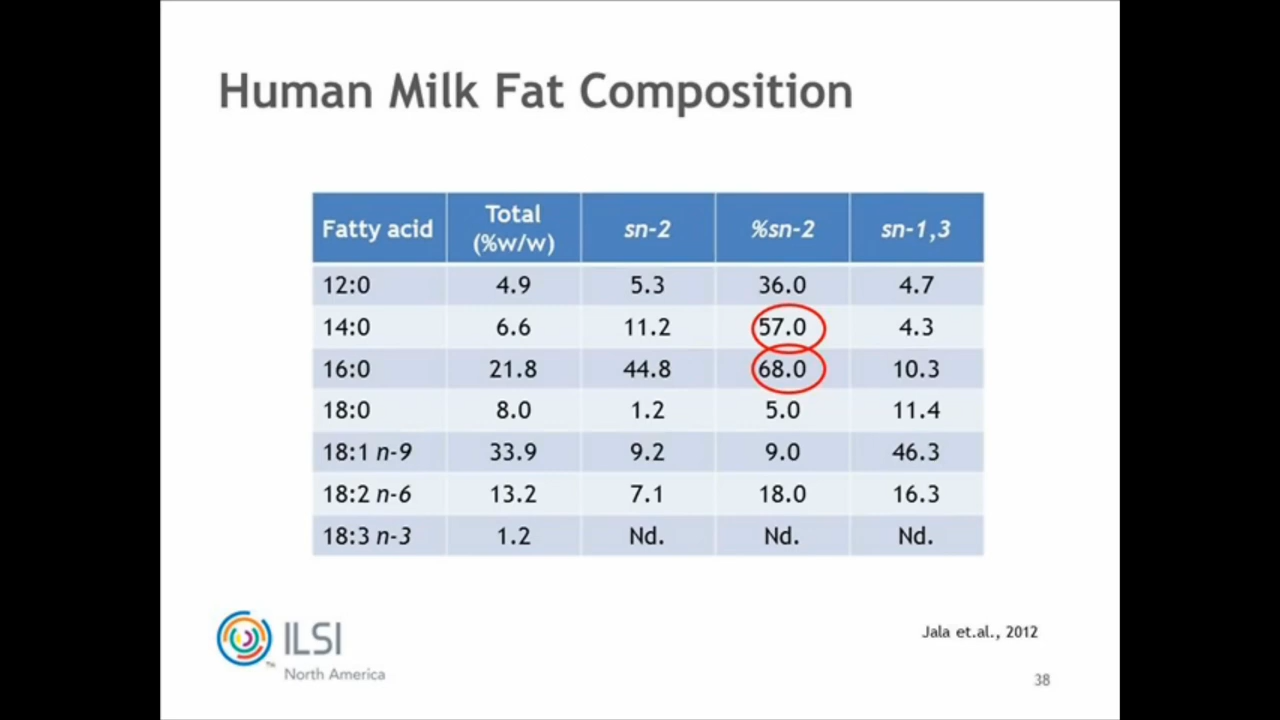 Human Milk Fat Composition
Fatty acid Total (%w/w) sn-2 %sn-2 sn-1,3
12:0 4.9 5.3 36.0 4.7
14:0 6.6 11.2 57.0 4.3
16:0 21.8 44.8 68.0 10.3
18:0 8.0 1.2 5.0 11.4
18:1 n-9 33.9 9.2 9.0 46.3
18:2 n-6 13.2 7.1 18.0 16.3
18:3 n-3 1.2 Nd. Nd. Nd.
ILSI
TM
North America
Jala et.al., 2012
38